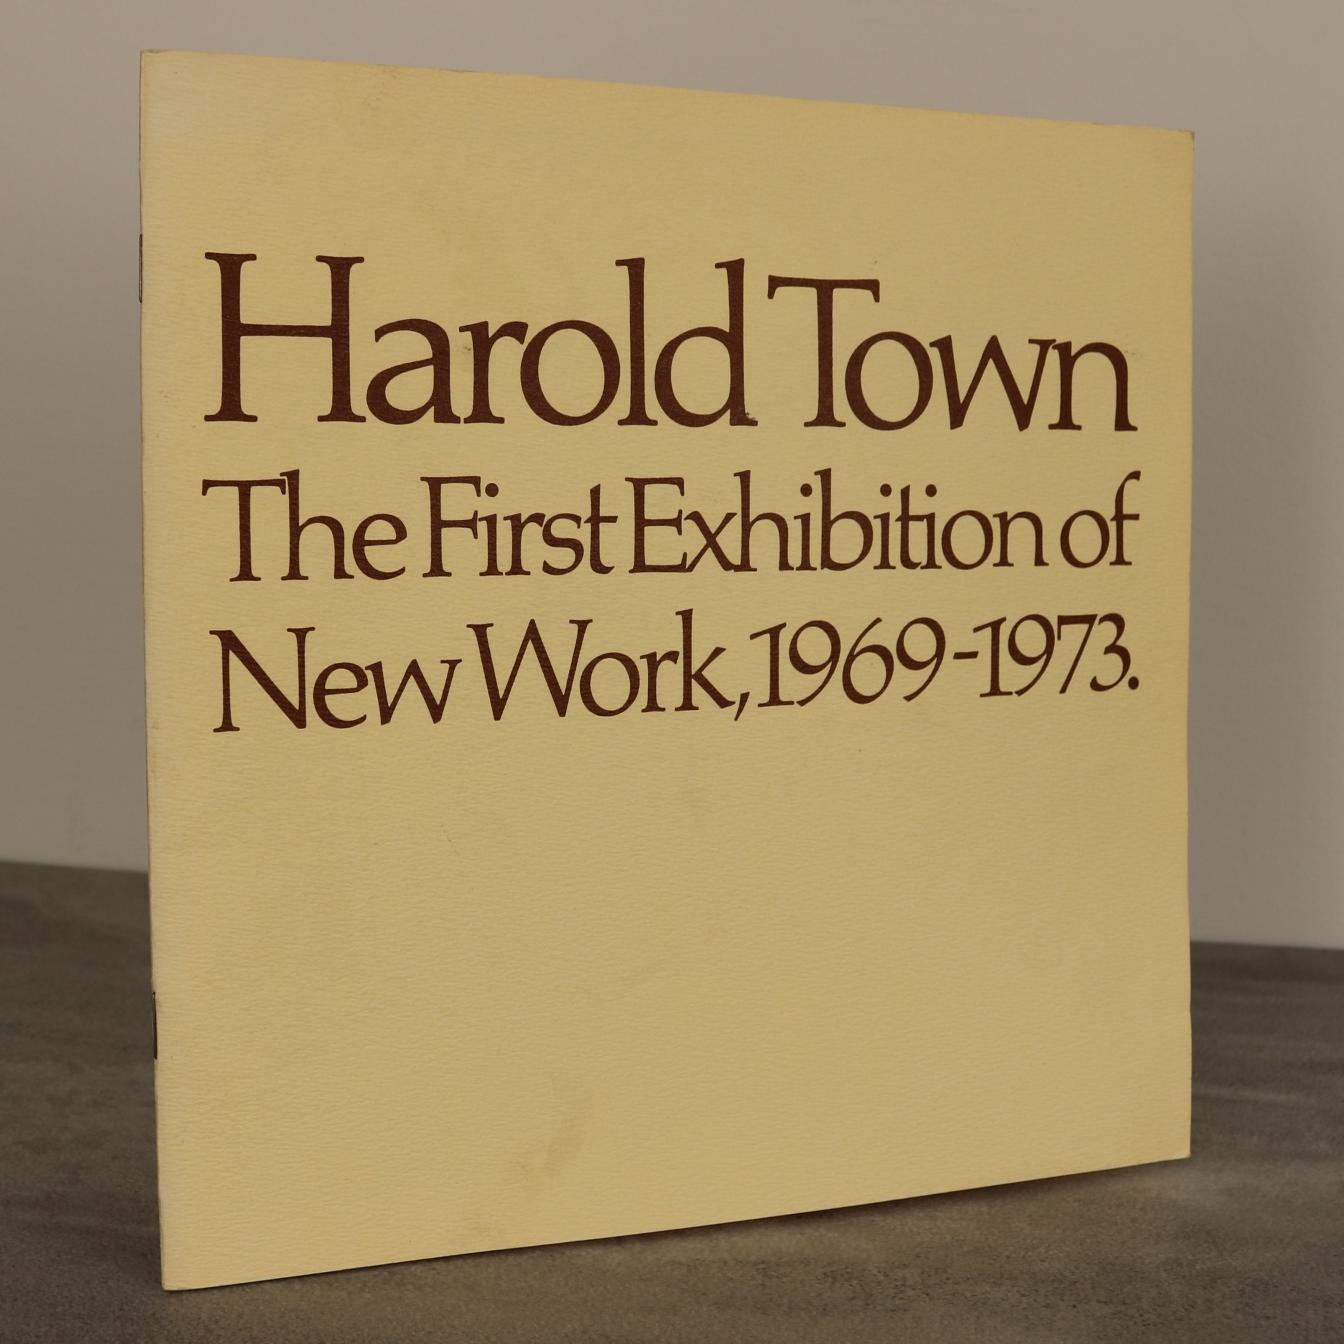 Harold Town
The First Exhibition of
New Work, 1969-1973.